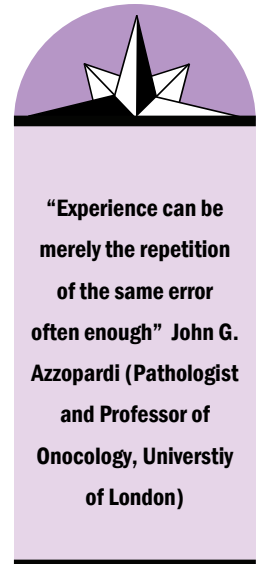 “Experience can be
merely the repetition
of the same error
often enough” John G.
Azzopardi (Pathologist
and Professor of
Onocology, Universtiy
of London)